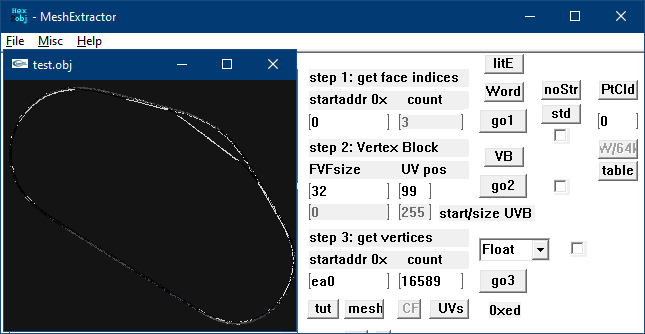 Hex
2obj
- MeshExtractor
File Misc Help
test.obj
litE
step 1: get face indices
Word noStr PtCld
startaddr 0x count
std
0 3 go1 0
step 2: Vertex Block
VB W/64k
FVFsize UV pos table
32 99 go2
0 255 start/size UVB
step 3: get vertices
Float
startaddr 0x count
ea0 16589 go3
tut mesh CF UVs 0xed